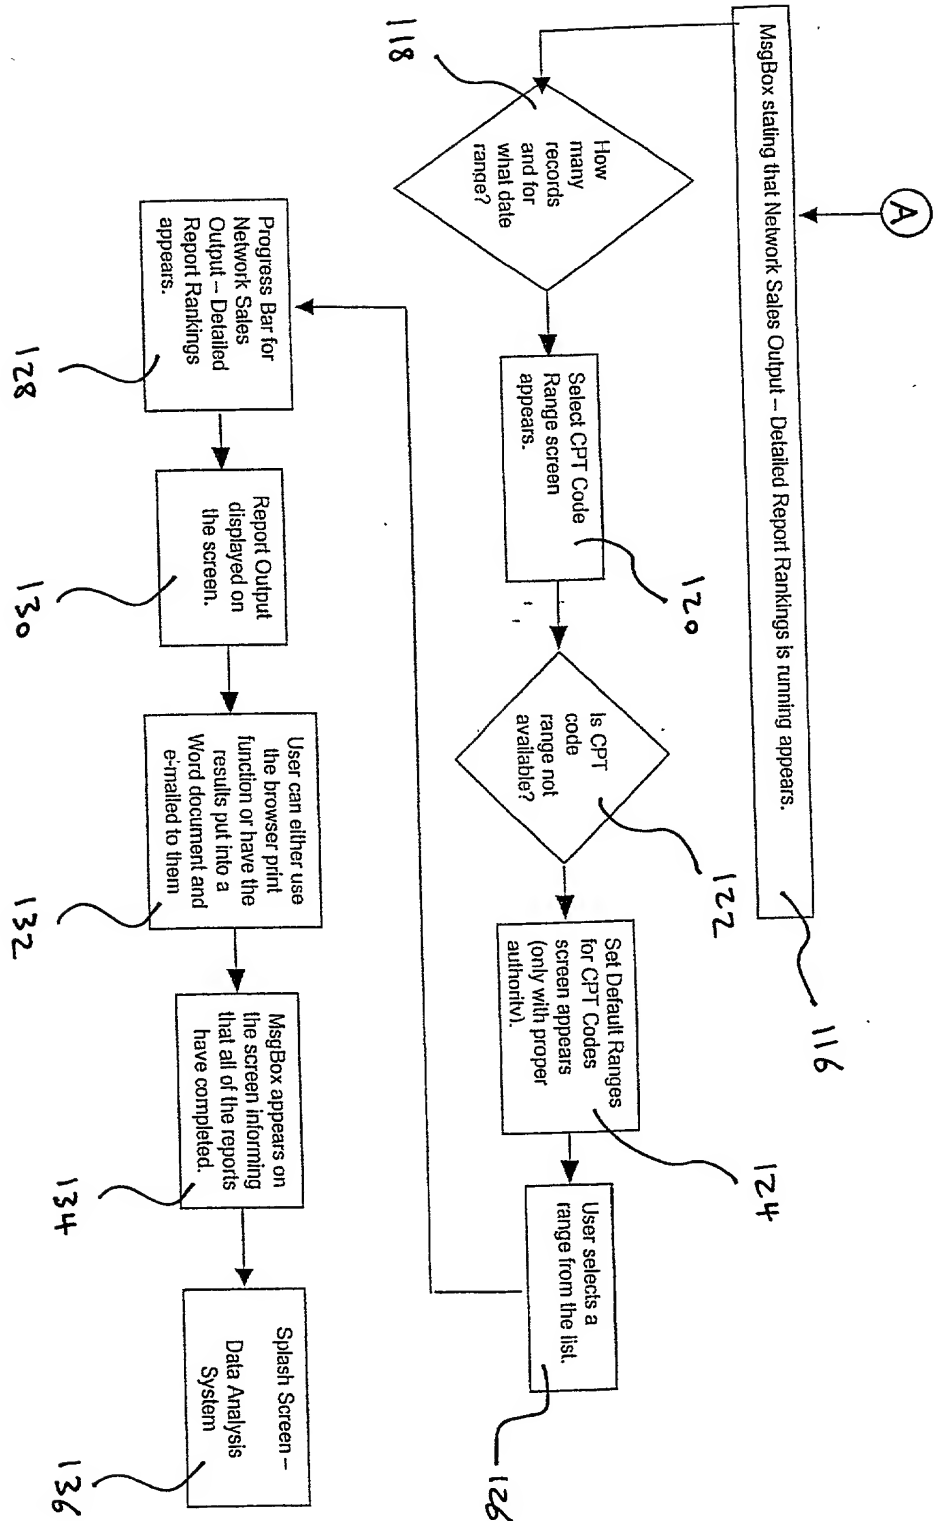 A
MsgBox stating that Network Sales Output – Detailed Report Rankings is running appears.
116
118
How
many
records
and for
what date
range?
Select CPT Code
Range screen
appears.
120
Is CPT
code
range not
available?
122
Set Default Ranges
for CPT Codes
screen appears
(only with proper
authority).
124
User selects a
range from the list.
126
Progress Bar for
Network Sales
Output – Detailed
Report Rankings
appears.
128
Report Output
displayed on
the screen.
130
User can either use
the browser print
function or have the
results put into a
Word document and
e-mailed to them
132
MsgBox appears on
the screen informing
that all of the reports
have completed.
134
Splash Screen –
Data Analysis
System
136